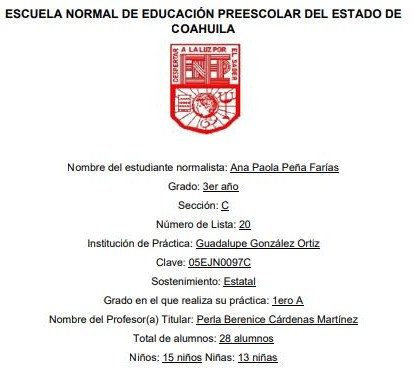 ESCUELA NORMAL DE EDUCACIÓN PREESCOLAR DEL ESTADO DE
COAHUILA
DESPERTAR A LA LUZ POR EL SABER
ENEP
Nombre del estudiante normalista: Ana Paola Peña Farías
Grado: 3er año
Sección: C
Número de Lista: 20
Institución de Práctica: Guadalupe González Ortiz
Clave: 05EJN0097C
Sostenimiento: Estatal
Grado en el que realiza su práctica: 1ero A
Nombre del Profesor(a) Titular: Perla Berenice Cárdenas Martínez
Total de alumnos: 28 alumnos
Niños: 15 niños Niñas: 13 niñas